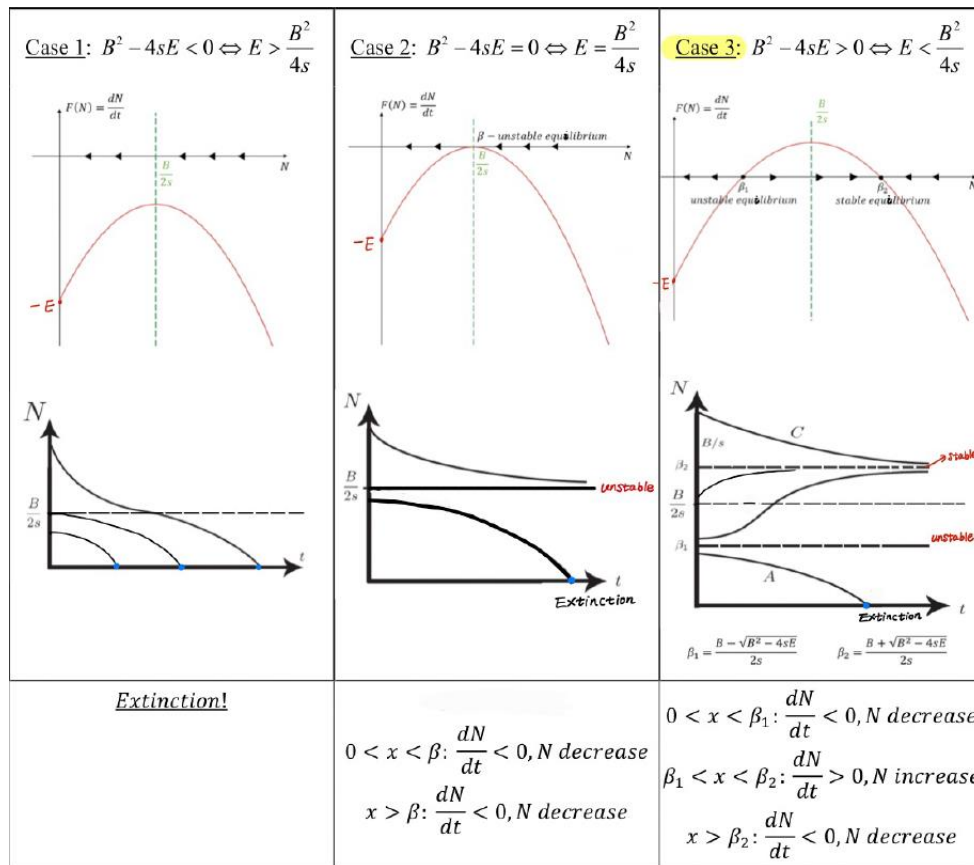 Case 1: B² − 4sE < 0 ⇔ E > B²/4s
F(N) = dN/dt
N
B/2s
−E
N
B/2s
t
Extinction!
Case 2: B² − 4sE = 0 ⇔ E = B²/4s
F(N) = dN/dt
β − unstable equilibrium
N
B/2s
−E
N
B/2s
unstable
t
Extinction
0 < x < β: dN/dt < 0, N decrease
x > β: dN/dt < 0, N decrease
Case 3: B² − 4sE > 0 ⇔ E < B²/4s
B/2s
F(N) = dN/dt
N
β₁
β₂
unstable equilibrium
stable equilibrium
−E
N
C
B/s
stable
β₂
B/2s
unstable
β₁
A
t
Extinction
β₁ = B − √B² − 4sE/2s
β₂ = B + √B² − 4sE/2s
0 < x < β₁: dN/dt < 0, N decrease
β₁ < x < β₂: dN/dt > 0, N increase
x > β₂: dN/dt < 0, N decrease